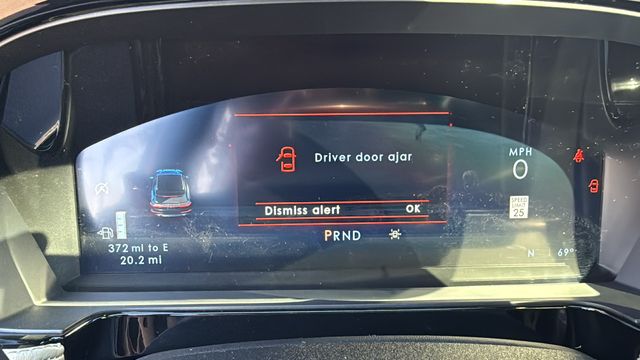 Driver door ajar
MPH
0
Dismiss alert OK
SPEED LIMIT
25
PRND
372 mi to E
20.2 mi
N 69°